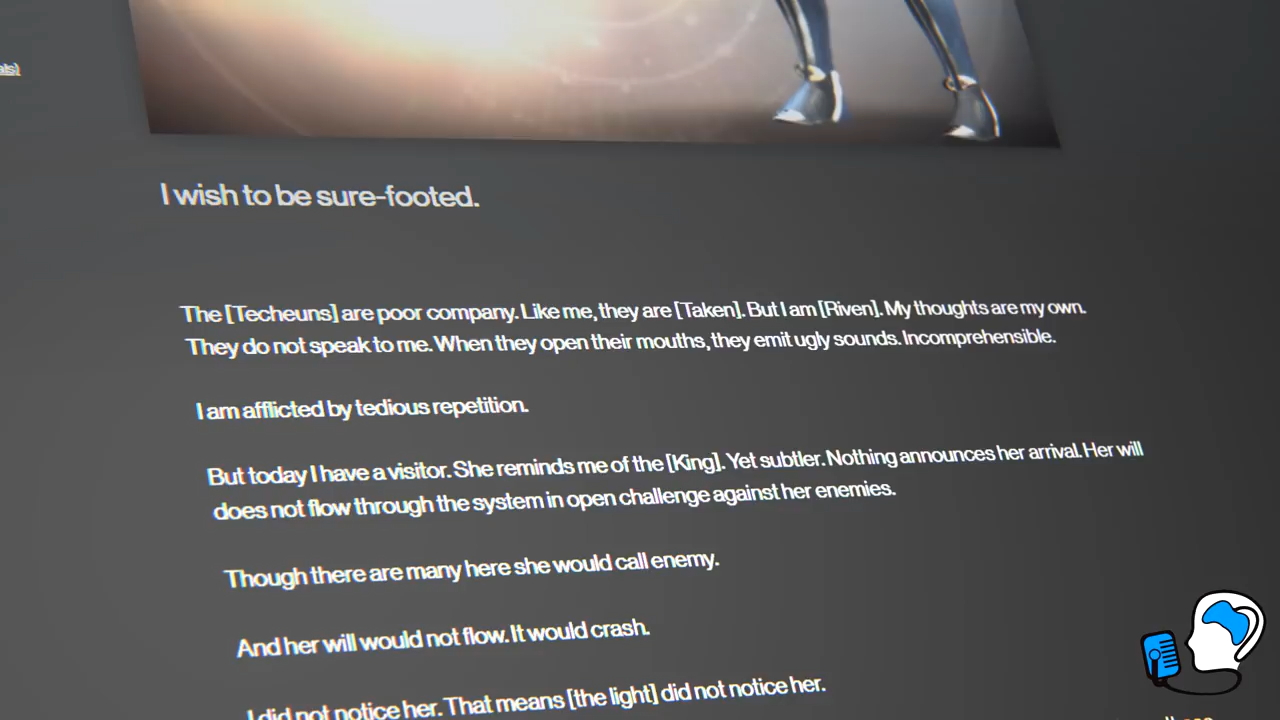 I wish to be sure-footed.
The [Techeuns] are poor company. Like me, they are [Taken]. But I am [Riven]. My thoughts are my own.
They do not speak to me. When they open their mouths, they emit ugly sounds. Incomprehensible.
I am afflicted by tedious repetition.
But today I have a visitor. She reminds me of the [King]. Yet subtler. Nothing announces her arrival. Her will
does not flow through the system in open challenge against her enemies.
Though there are many here she would call enemy.
And her will would not flow. It would crash.
I did not notice her. That means [the light] did not notice her.